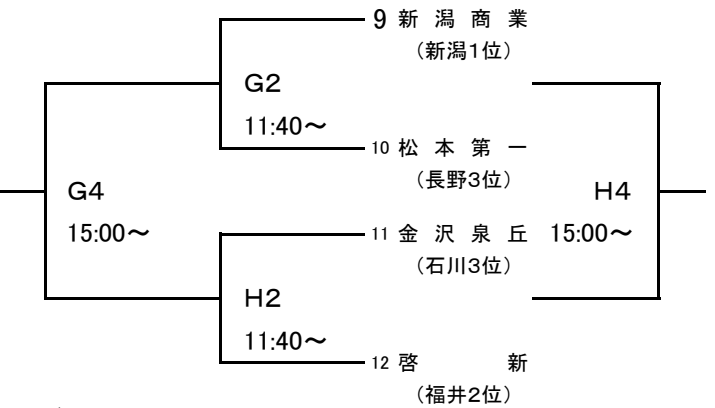 9 新潟商業
（新潟1位）
G2
11:40～
10 松本第一
（長野3位）
G4
H4
15:00～
11 金沢泉丘
15:00～
（石川3位）
H2
11:40～
12 啓新
（福井2位）